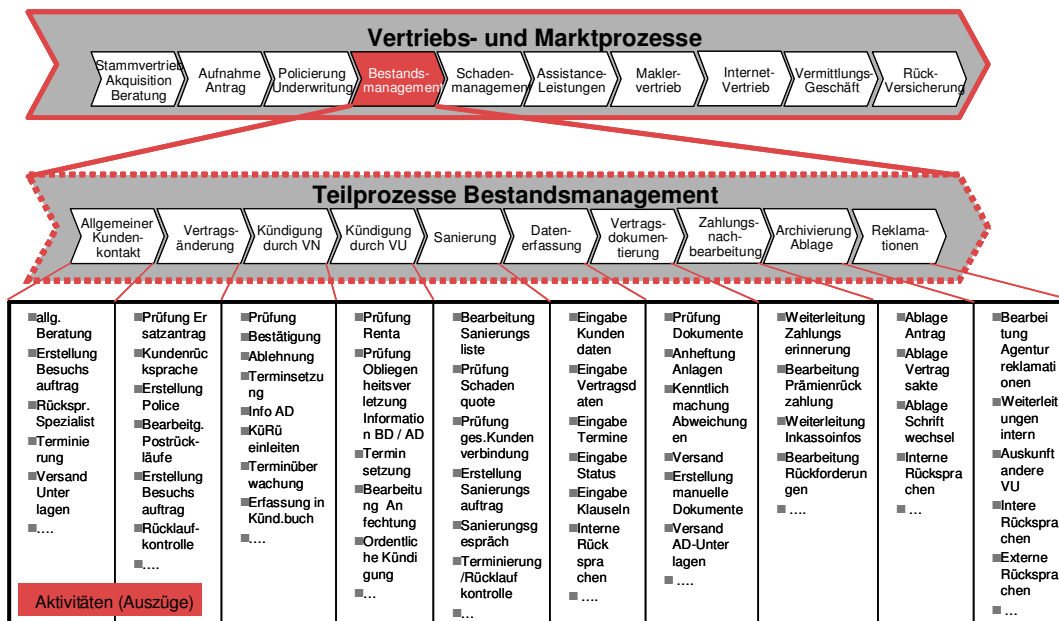 Vertriebs- und Marktprozesse
Stammvertrieb
Akquisition
Beratung
Aufnahme
Antrag
Policierung
Underwritung
Bestands-
management
Schaden-
management
Assistance-
Leistungen
Makler-
vertrieb
Internet-
Vertrieb
Vermittlungs-
Geschäft
Rück-
Versicherung
Teilprozesse Bestandsmanagement
Allgemeiner
Kunden-
kontakt
Vertrags-
änderung
Kündigung
durch VN
Kündigung
durch VU
Sanierung
Daten-
erfassung
Vertrags-
dokumen-
tierung
Zahlungs-
nach-
bearbeitung
Archivierung
Ablage
Reklama-
tionen
allg.
Beratung
Erstellung
Besuchs
auftrag
Rückspr.
Spezialist
Terminie
rung
Versand
Unter
lagen
....
Prüfung Er
satzantrag
Kundenrüc
ksprache
Erstellung
Police
Bearbeitg.
Postrück-
läufe
Erstellung
Besuchs
auftrag
Rücklauf-
kontrolle
....
Prüfung
Bestätigung
Ablehnung
Terminsetzu
ng
Info AD
KüRü
einleiten
Terminüber
wachung
Erfassung in
Künd.buch
....
Prüfung
Renta
Prüfung
Obliegen
heitsver
letzung
Information BD / AD
Termin
setzung
Bearbeitu
ng An
fechtung
Ordentlic
he Kündi
gung
...
Bearbeitung
Sanierungs
liste
Prüfung
Schaden
quote
Prüfung
ges.Kunden
verbindung
Erstellung
Sanierungs
auftrag
Sanierungsg
espräch
Terminierung
/Rücklauf
kontrolle
...
Eingabe
Kunden
daten
Eingabe
Vertragsd
aten
Eingabe
Termine
Eingabe
Status
Eingabe
Klauseln
Interne
Rück
spra
chen
....
Prüfung
Dokumente
Anheftung
Anlagen
Kenntlich
machung
Abweichung
en
Versand
Erstellung
manuelle
Dokumente
Versand
AD-Unter
lagen
....
Weiterleitung
Zahlungs
erinnerung
Bearbeitung
Prämienrück
zahlung
Weiterleitung
Inkassoinfos
Bearbeitung
Rückforderun
gen
....
Ablage
Antrag
Ablage
Vertrag
sakte
Ablage
Schrift
wechsel
Interne
Rückspra
chen
...
Bearbei
tung
Agentur
reklamati
onen
Weiterleit
ungen
intern
Auskunft
andere
VU
Intere
Rückspra
chen
Externe
Rückspra
chen
...
Aktivitäten (Auszüge)